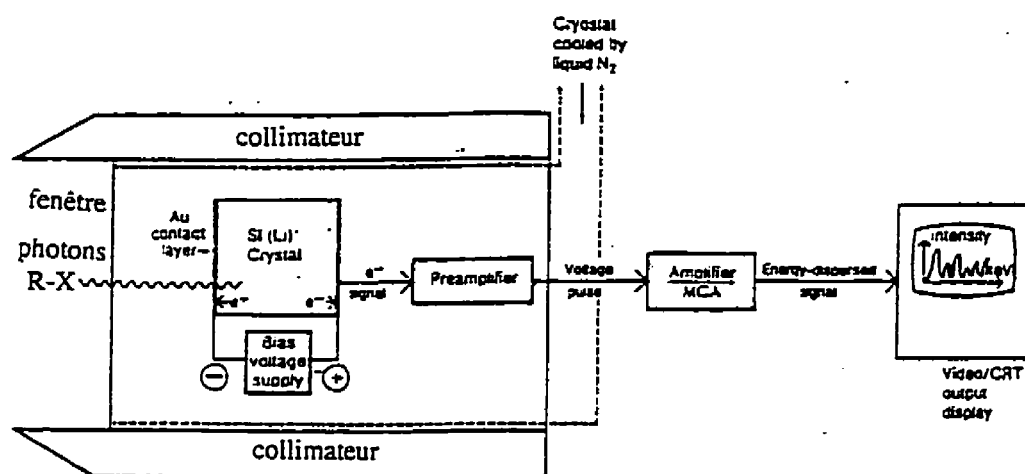 Cryostat
cooled by
liquid N₂
collimateur
fenêtre
photons
R-X
Au
contact
layer
Si (Li)
Crystal
e⁻
e⁻
Bias
voltage
supply
−
+
e⁻
signal
Preamplifier
Voltage
pulse
Amplifier
MCA
Energy-dispersed
signal
intensity
keV
Video/CRT
output
display
collimateur